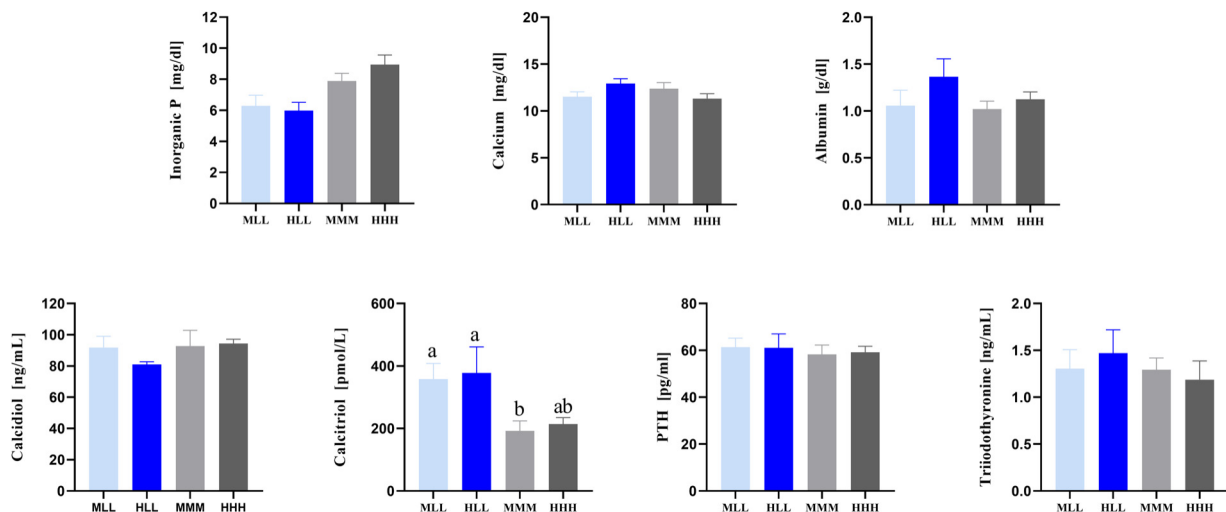 Inorganic P [mg/dl]
12
10
8
6
4
2
0
MLL HLL MMM HHH
Calcium [mg/dl]
20
15
10
5
0
MLL HLL MMM HHH
Albumin [g/dl]
2.0
1.5
1.0
0.5
0.0
MLL HLL MMM HHH
Calcidiol [ng/mL]
120
100
80
60
40
20
0
MLL HLL MMM HHH
Calcitriol [pmol/L]
600
400
200
0
a a b ab
MLL HLL MMM HHH
PTH [pg/ml]
80
60
40
20
0
MLL HLL MMM HHH
Triiodothyronine [ng/mL]
2.0
1.5
1.0
0.5
0.0
MLL HLL MMM HHH